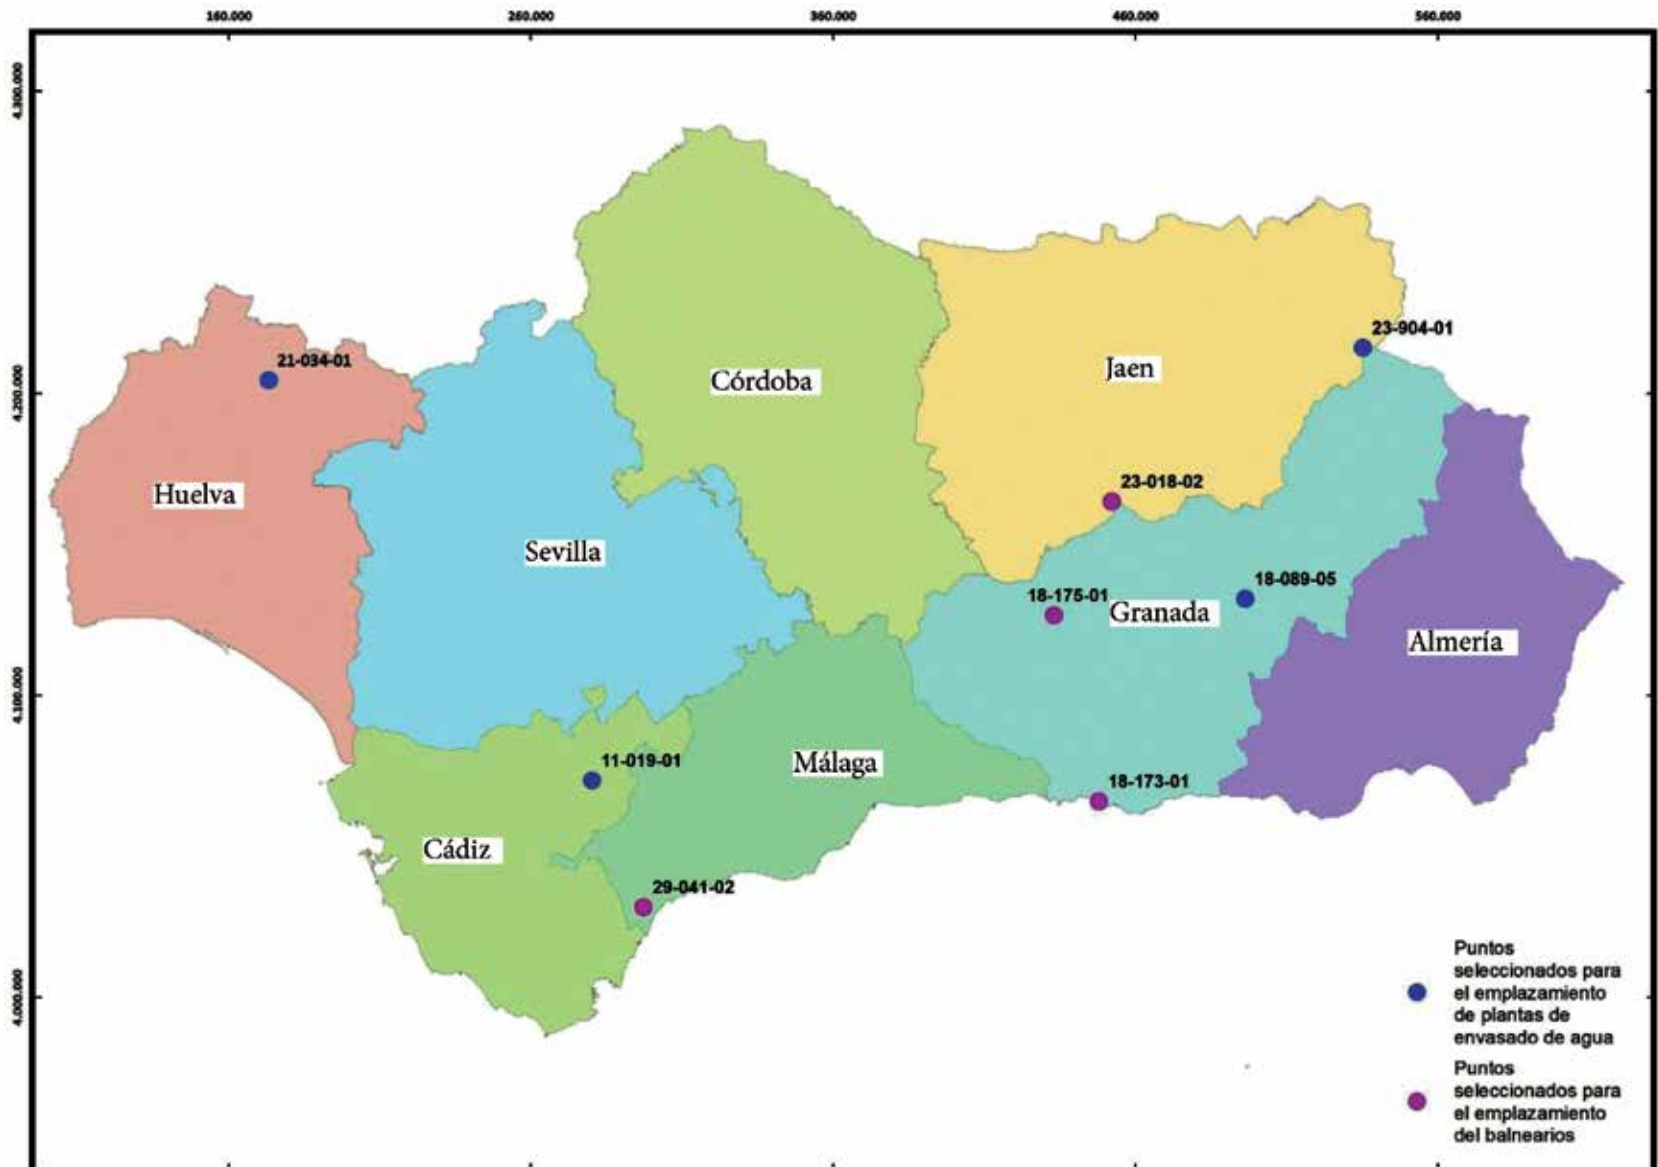 160.000
260.000
360.000
460.000
560.000
4.300.000
4.200.000
4.100.000
4.000.000
21-034-01
23-904-01
Jaen
Córdoba
23-018-02
Huelva
Sevilla
18-089-05
18-175-01
Granada
Almería
11-019-01
Málaga
18-173-01
Cádiz
29-041-02
Puntos
seleccionados para
el emplazamiento
de plantas de
envasado de agua
Puntos
seleccionados para
el emplazamiento
del balnearios